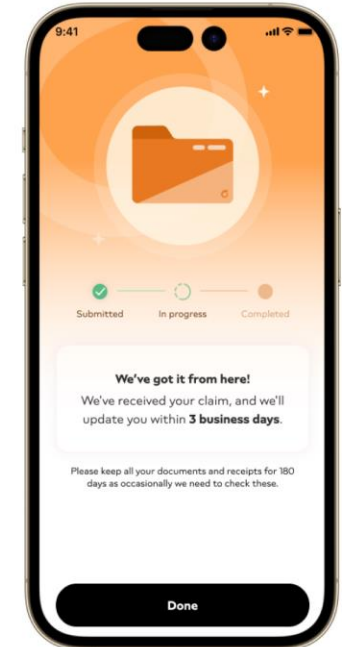 9:41
Submitted
In progress
Completed
We've got it from here!
We've received your claim, and we'll
update you within 3 business days.
Please keep all your documents and receipts for 180
days as occasionally we need to check these.
Done